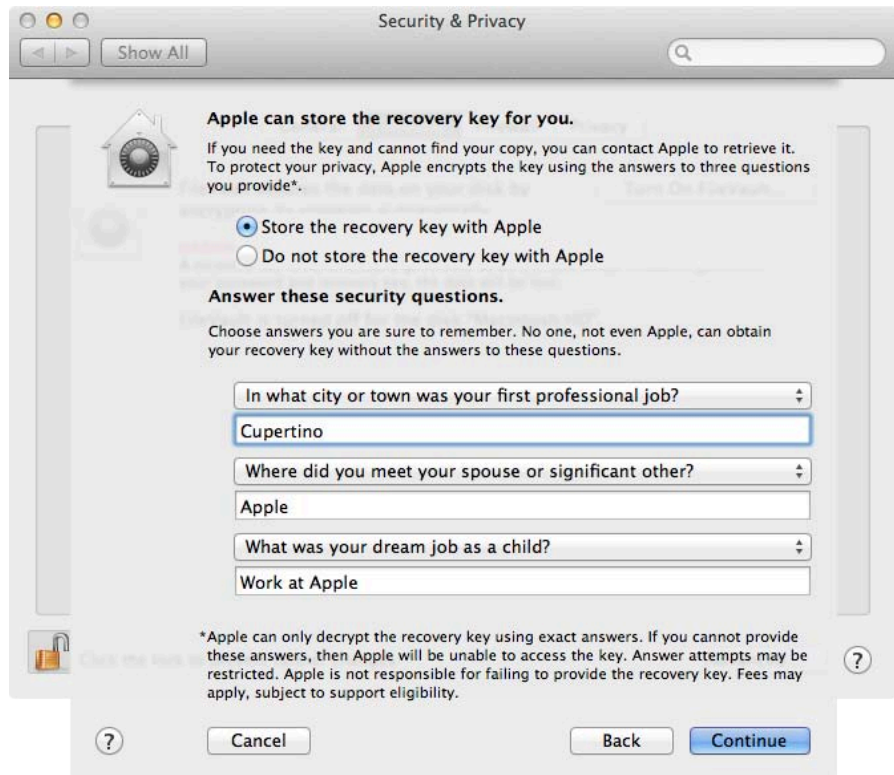 Security & Privacy
Show All
Apple can store the recovery key for you.
If you need the key and cannot find your copy, you can contact Apple to retrieve it.
To protect your privacy, Apple encrypts the key using the answers to three questions
you provide*.
Store the recovery key with Apple
Do not store the recovery key with Apple
Answer these security questions.
Choose answers you are sure to remember. No one, not even Apple, can obtain
your recovery key without the answers to these questions.
In what city or town was your first professional job?
Cupertino
Where did you meet your spouse or significant other?
Apple
What was your dream job as a child?
Work at Apple
*Apple can only decrypt the recovery key using exact answers. If you cannot provide
these answers, then Apple will be unable to access the key. Answer attempts may be
restricted. Apple is not responsible for failing to provide the recovery key. Fees may
apply, subject to support eligibility.
?
? Cancel Back Continue